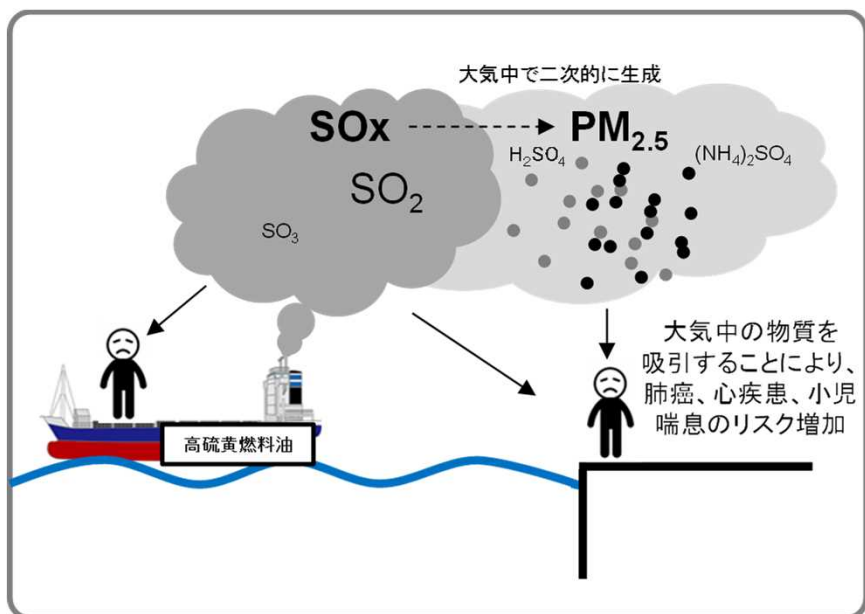 大気中で二次的に生成
SOx
PM2.5
H2SO4
(NH4)2SO4
SO2
SO3
大気中の物質を
吸引することにより、
肺癌、心疾患、小児
喘息のリスク増加
高硫黄燃料油